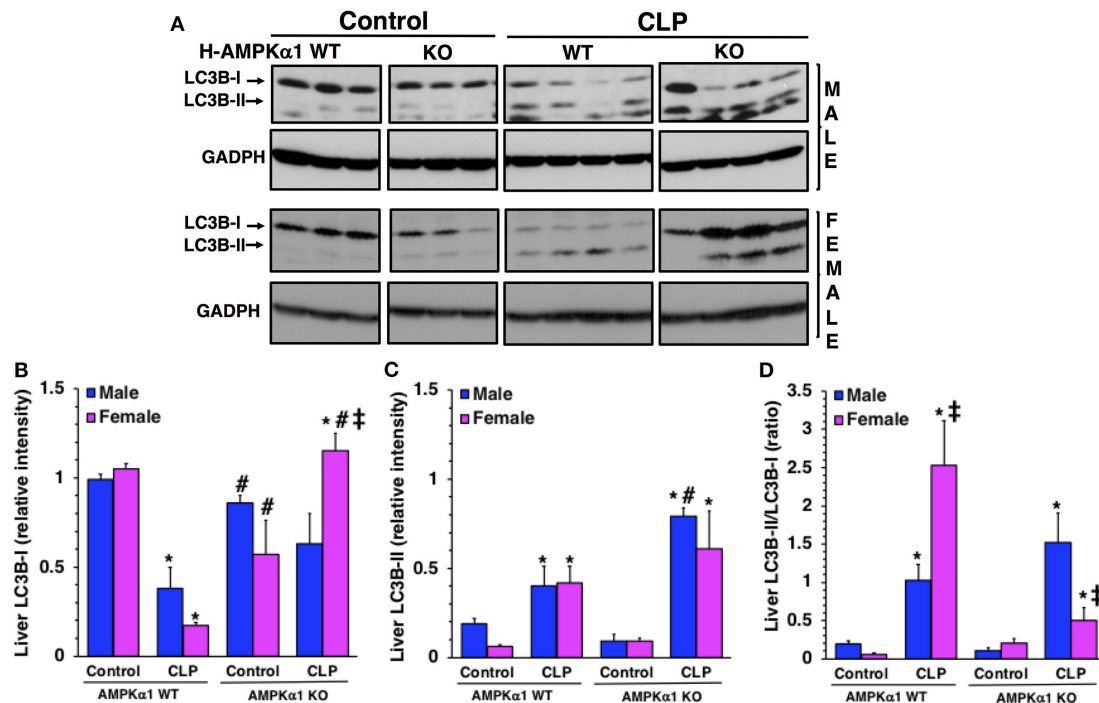 A
Control CLP
H-AMPKα1 WT KO WT KO
LC3B-I →
LC3B-II →
GADPH
MALE
LC3B-I →
LC3B-II →
GADPH
FEMALE
B
Liver LC3B-I (relative intensity)
1.5
1
0.5
0
Male
Female
* * # # * # ‡
Control CLP Control CLP
AMPKα1 WT AMPKα1 KO
C
Liver LC3B-II (relative intensity)
1.5
1
0.5
0
Male
Female
* * * # *
Control CLP Control CLP
AMPKα1 WT AMPKα1 KO
D
Liver LC3B-II/LC3B-I (ratio)
3.5
3
2.5
2
1.5
1
0.5
0
Male
Female
* * ‡ * * ‡
Control CLP Control CLP
AMPKα1 WT AMPKα1 KO